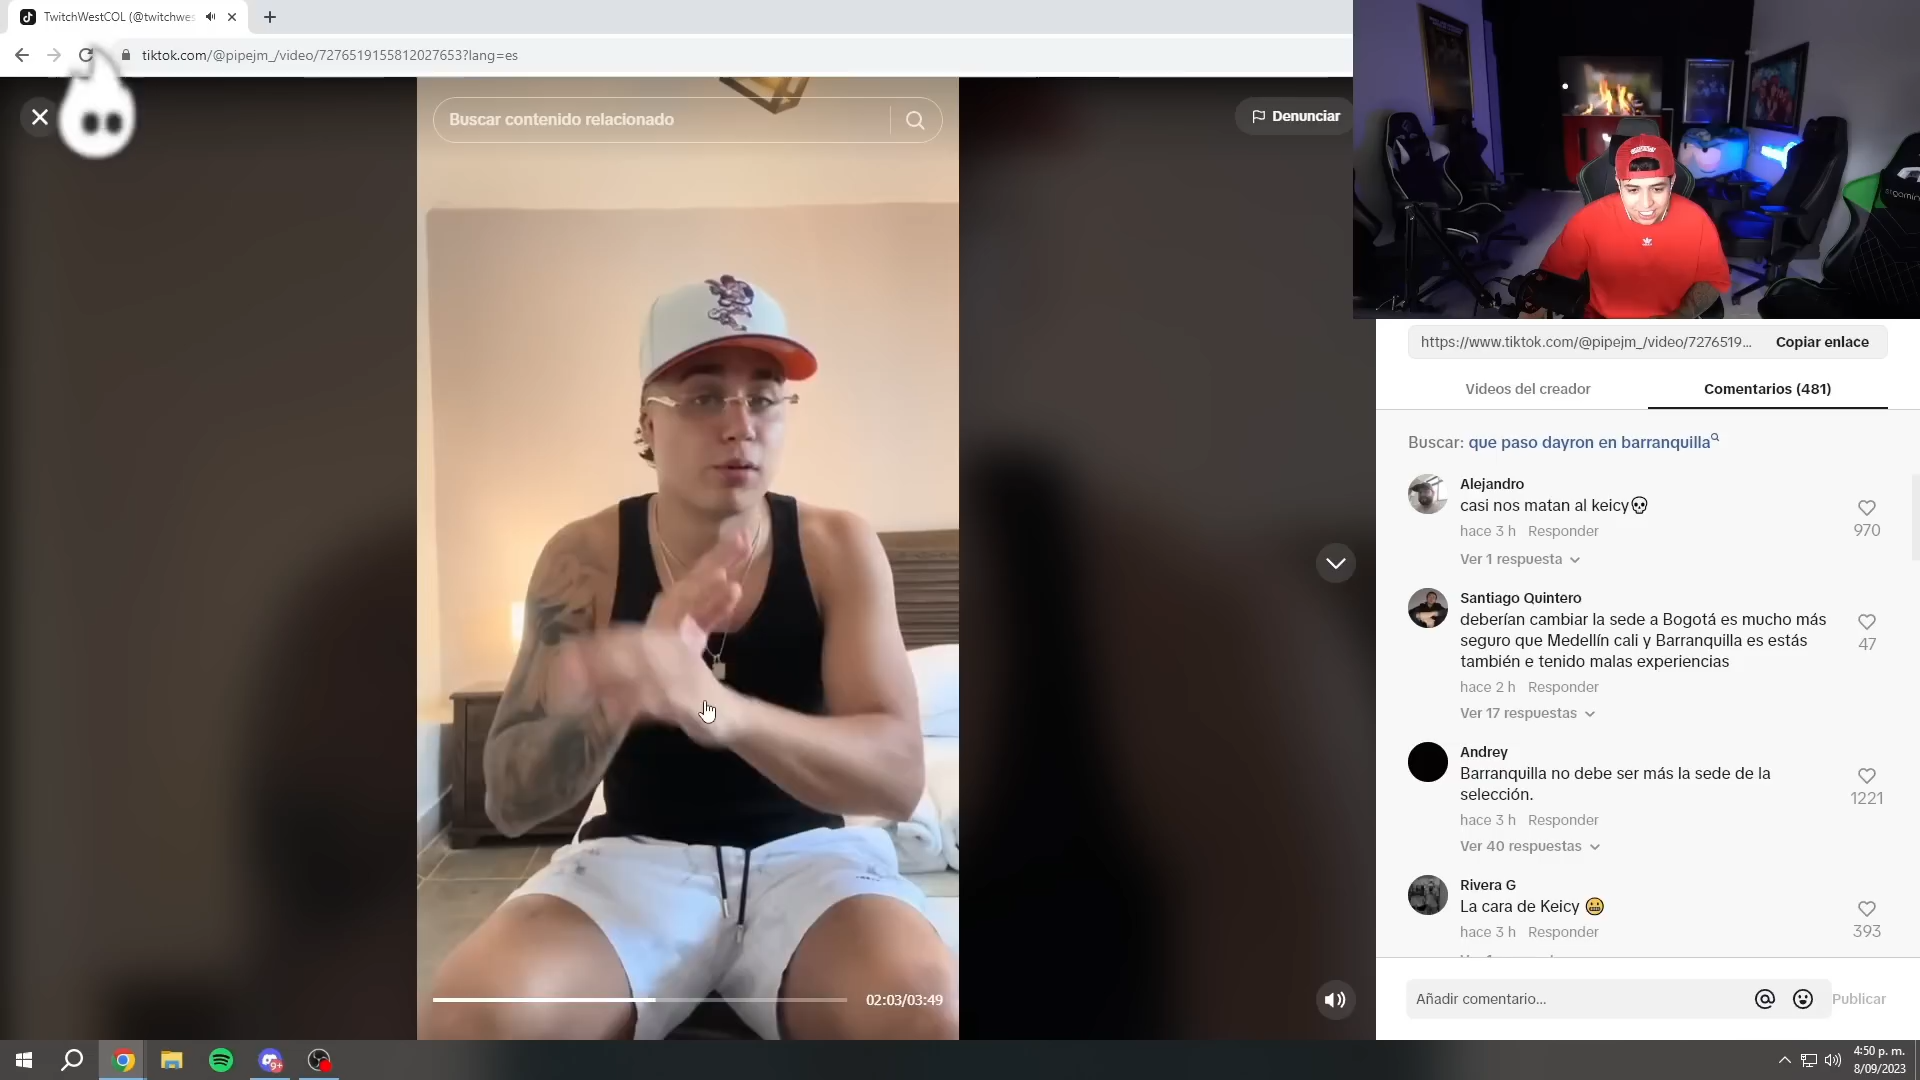 TwitchWestCOL (@twitchwes
tiktok.com/@pipejm_/video/7276519155812027653?lang=es
Buscar contenido relacionado
Denunciar
https://www.tiktok.com/@pipejm_/video/7276519...
Copiar enlace
Videos del creador
Comentarios (481)
Buscar: que paso dayron en barranquilla
Alejandro
casi nos matan al keicy💀
970
hace 3 h Responder
Ver 1 respuesta
Santiago Quintero
deberían cambiar la sede a Bogotá es mucho más
seguro que Medellín cali y Barranquilla es estás
también e tenido malas experiencias
47
hace 2 h Responder
Ver 17 respuestas
Andrey
Barranquilla no debe ser más la sede de la
selección.
1221
hace 3 h Responder
Ver 40 respuestas
Rivera G
La cara de Keicy 😬
393
hace 3 h Responder
02:03/03:49
Añadir comentario...
Publicar
9+
4:50 p. m.
8/09/2023